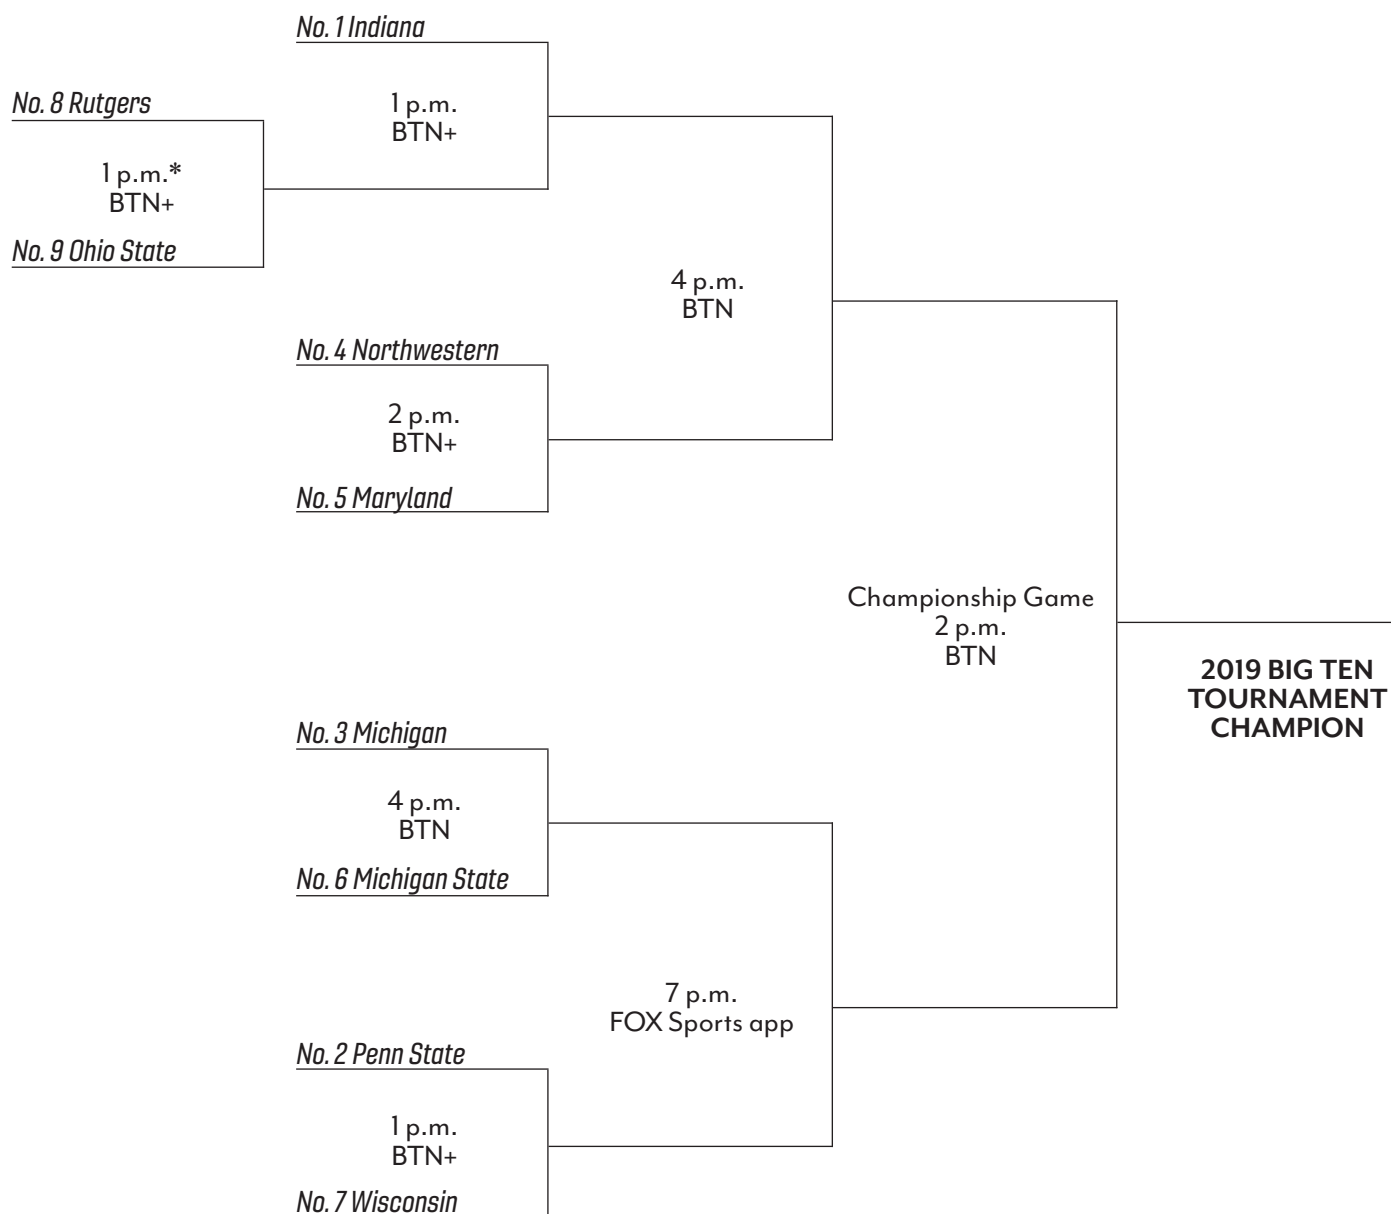 No. 1 Indiana
No. 8 Rutgers
1 p.m.
BTN+
1 p.m.*
BTN+
No. 9 Ohio State
4 p.m.
BTN
No. 4 Northwestern
2 p.m.
BTN+
No. 5 Maryland
Championship Game
2 p.m.
BTN
2019 BIG TEN
TOURNAMENT
CHAMPION
No. 3 Michigan
4 p.m.
BTN
No. 6 Michigan State
7 p.m.
FOX Sports app
No. 2 Penn State
1 p.m.
BTN+
No. 7 Wisconsin